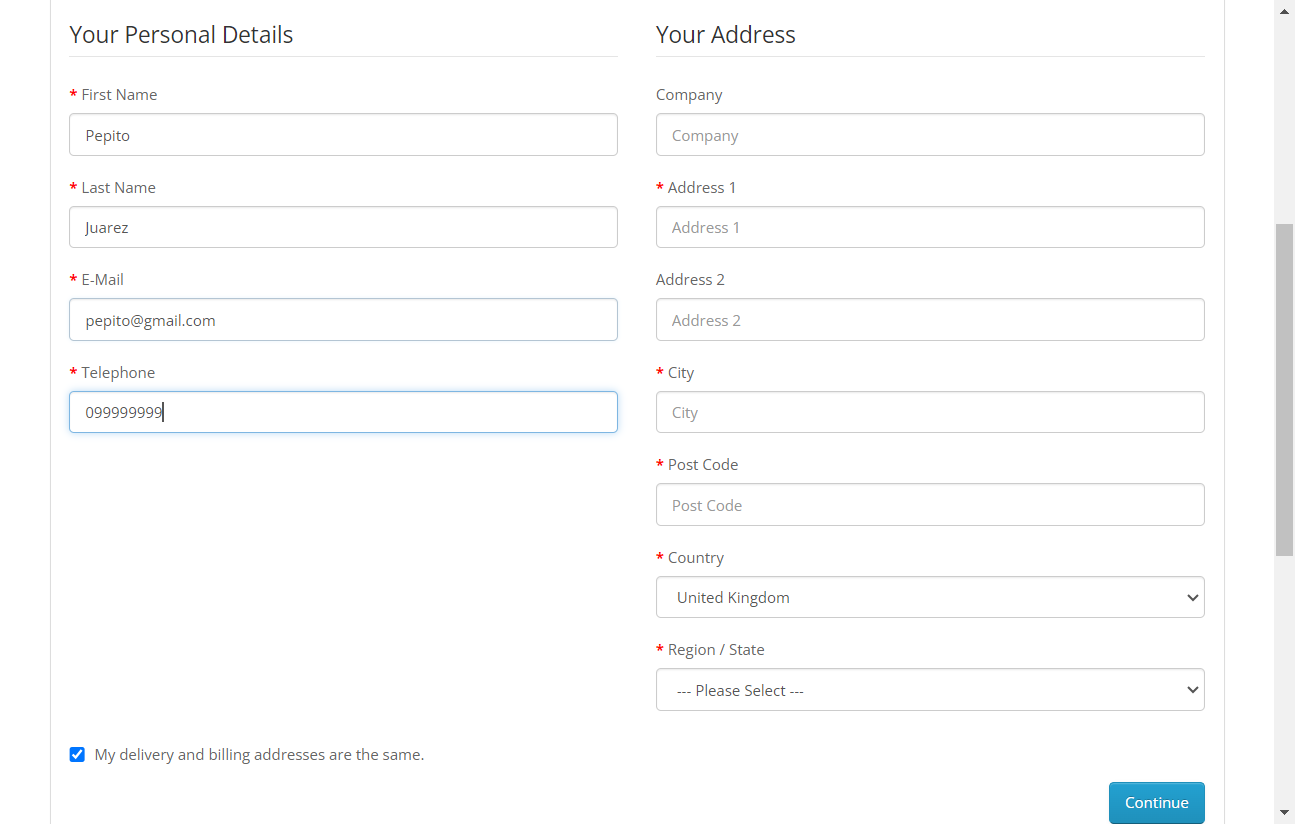 Your Personal Details
* First Name
Pepito
* Last Name
Juarez
* E-Mail
pepito@gmail.com
* Telephone
099999999
Your Address
Company
Company
* Address 1
Address 1
Address 2
Address 2
* City
City
* Post Code
Post Code
* Country
United Kingdom
* Region / State
--- Please Select ---
My delivery and billing addresses are the same.
Continue